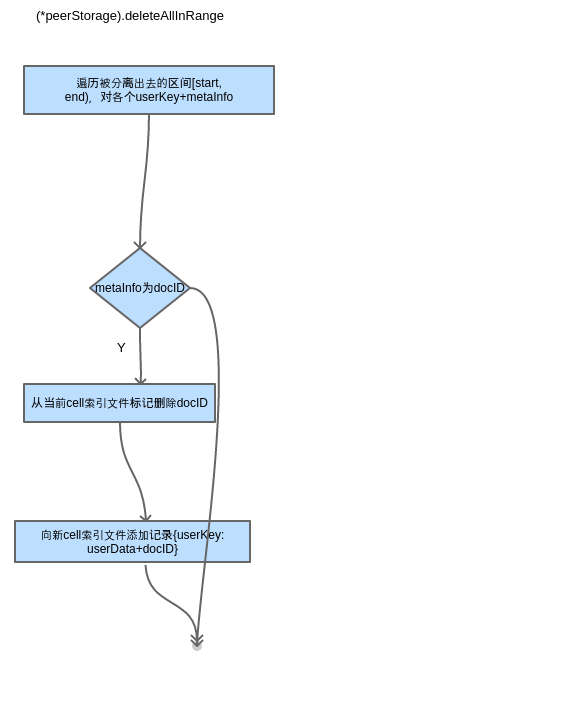 (*peerStorage).deleteAllInRange
遍历被分离出去的区间[start,
end)，对各个userKey+metaInfo
metaInfo为docID
Y
从当前cell索引文件标记删除docID
向新cell索引文件添加记录{userKey:
userData+docID}